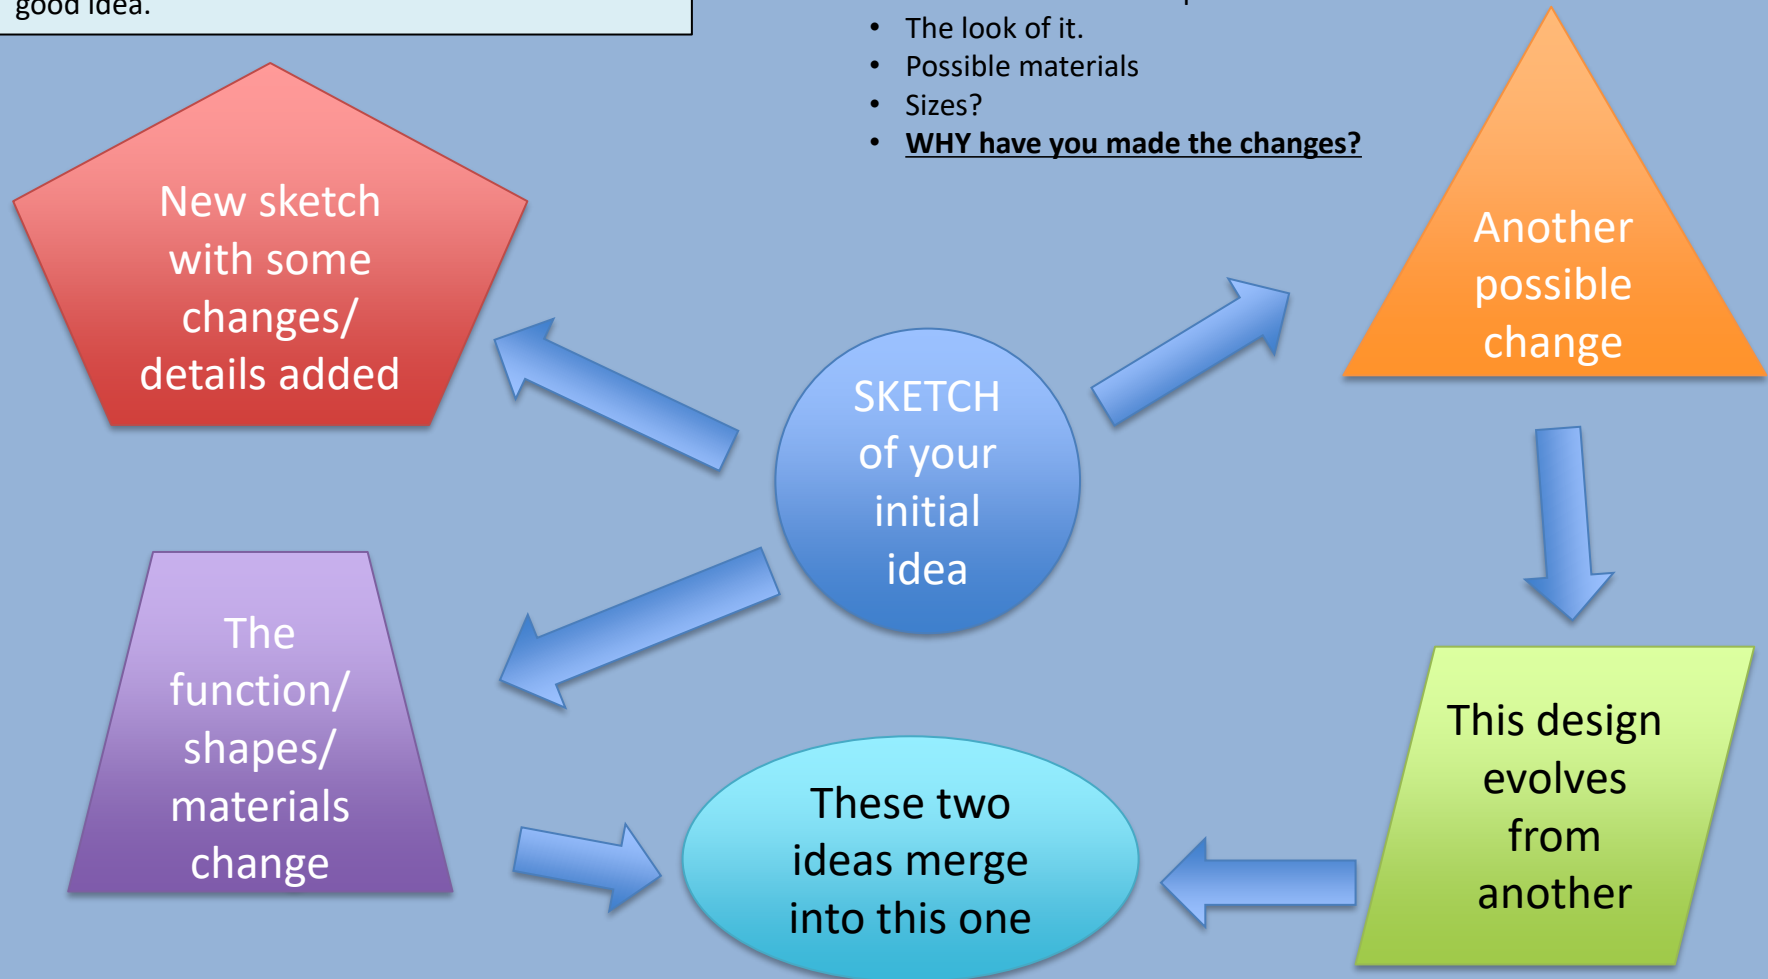 good idea.
• The look of it.
• Possible materials
• Sizes?
• WHY have you made the changes?
New sketch
with some
changes/
details added
Another
possible
change
SKETCH
of your
initial
idea
The
function/
shapes/
materials
change
These two
ideas merge
into this one
This design
evolves
from
another